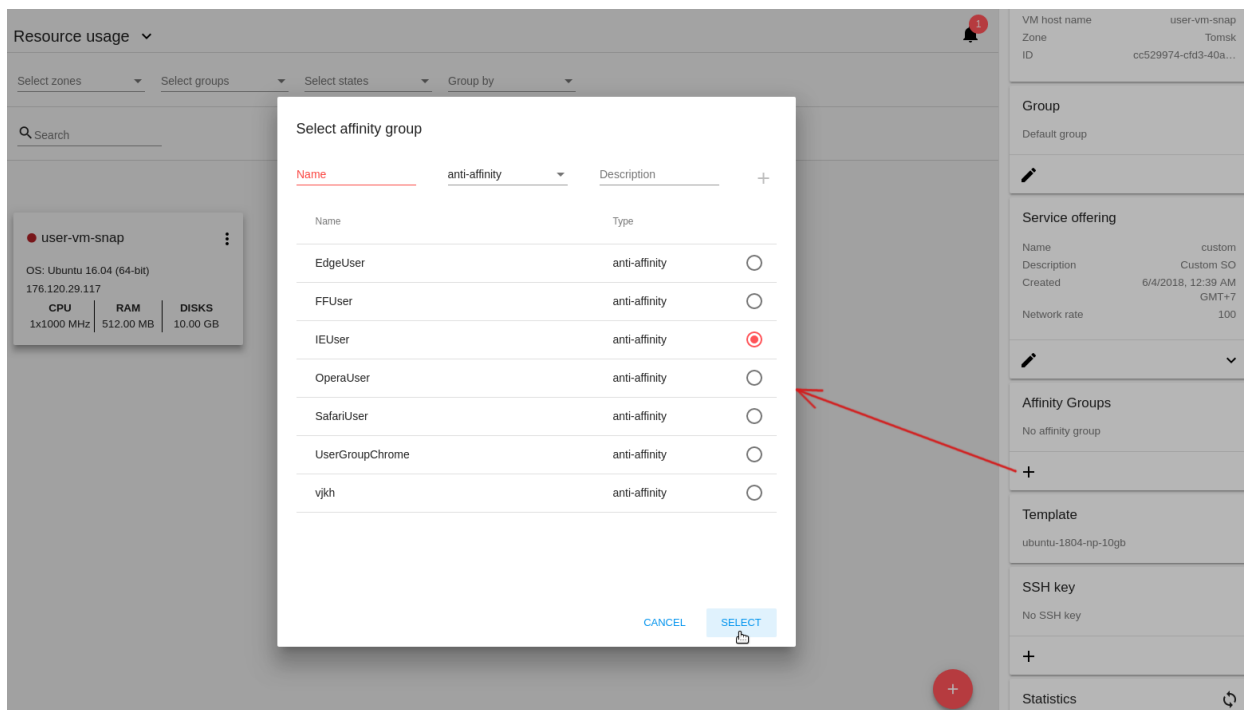 Resource usage
1
Select zones
Select groups
Select states
Group by
Search
user-vm-snap
OS: Ubuntu 16.04 (64-bit)
176.120.29.117
CPU RAM DISKS
1x1000 MHz 512.00 MB 10.00 GB
Select affinity group
Name anti-affinity Description
Name Type
EdgeUser anti-affinity
FFUser anti-affinity
IEUser anti-affinity
OperaUser anti-affinity
SafariUser anti-affinity
UserGroupChrome anti-affinity
vjkh anti-affinity
CANCEL SELECT
VM host name user-vm-snap
Zone Tomsk
ID cc529974-cfd3-40a...
Group
Default group
Service offering
Name custom
Description Custom SO
Created 6/4/2018, 12:39 AM
GMT+7
Network rate 100
Affinity Groups
No affinity group
Template
ubuntu-1804-np-10gb
SSH key
No SSH key
Statistics